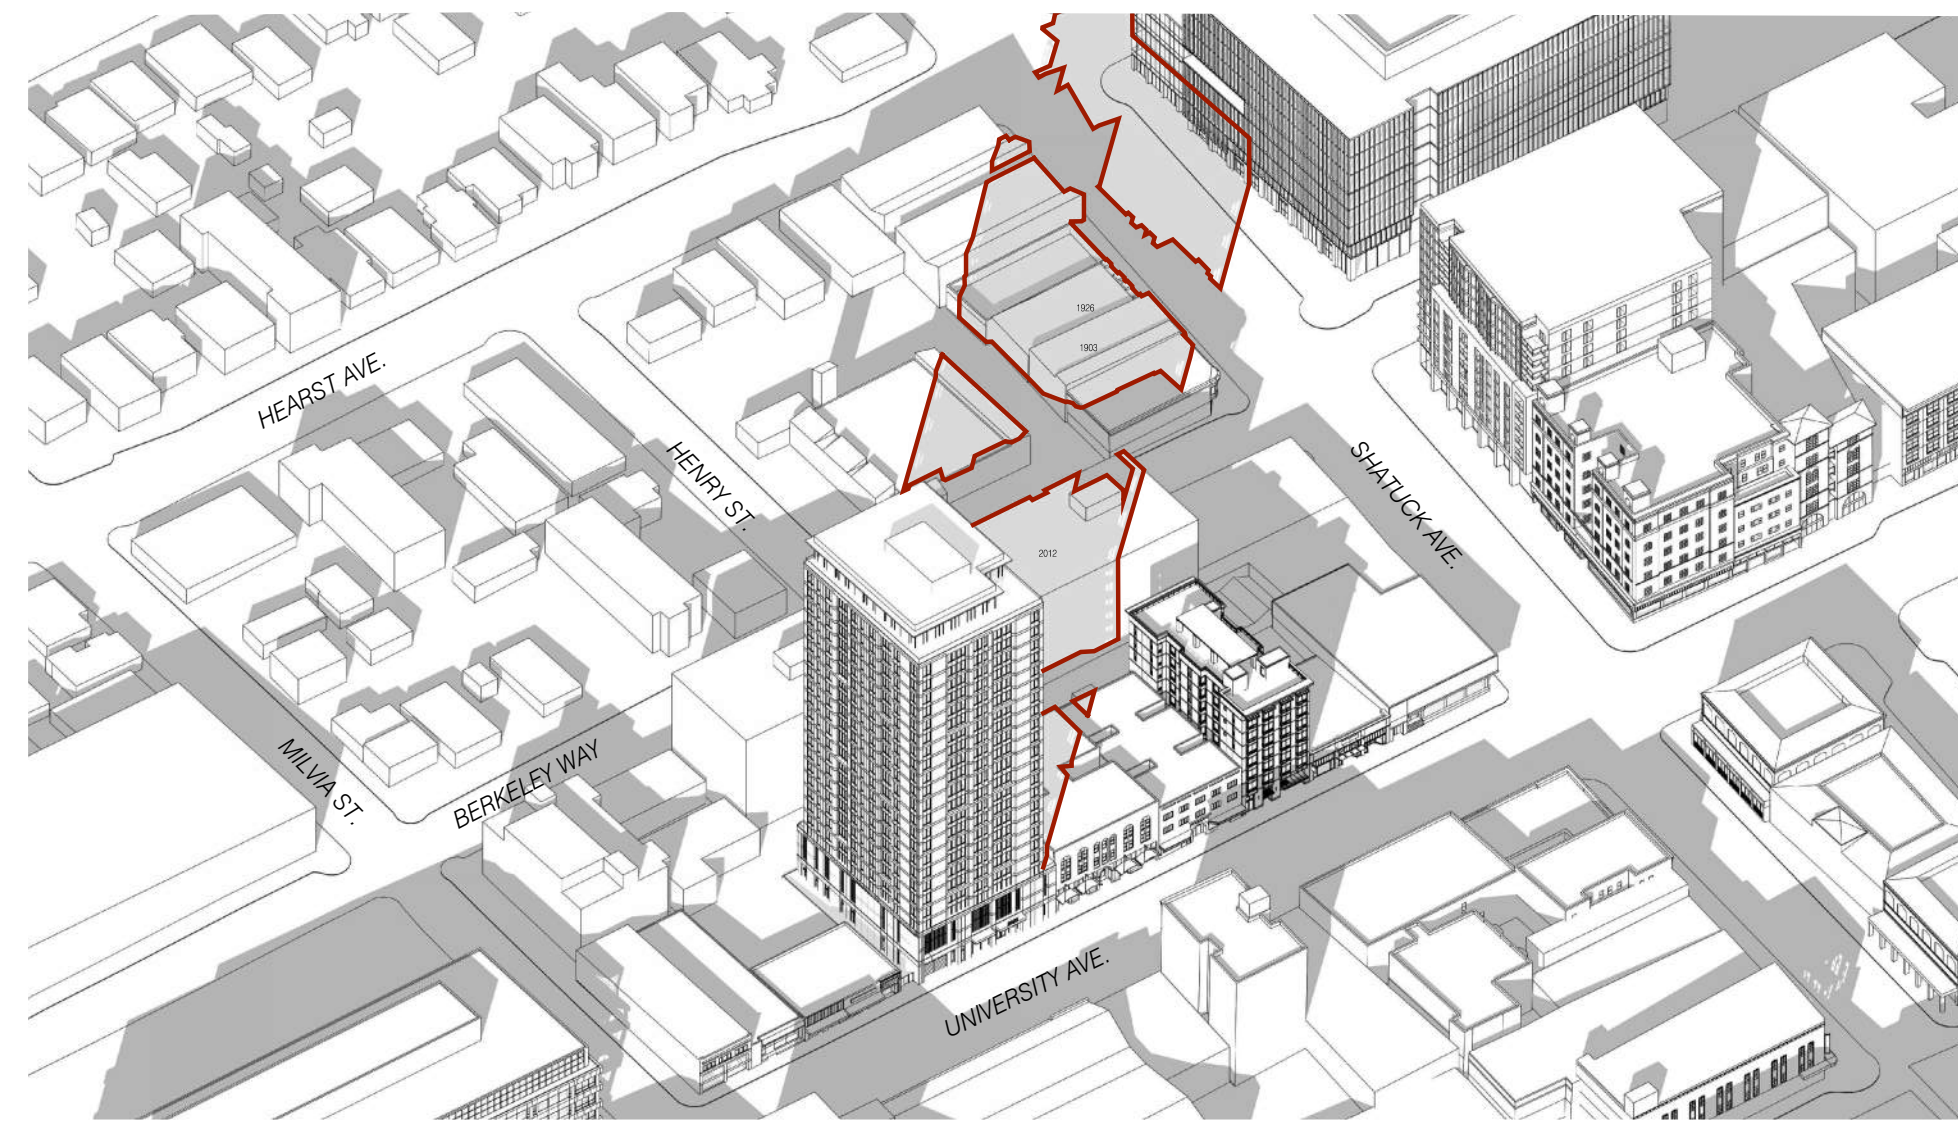 1926
1903
HEARST AVE.
HENRY ST.
SHATUCK AVE.
2012
MILVIA ST.
BERKELEY WAY
UNIVERSITY AVE.